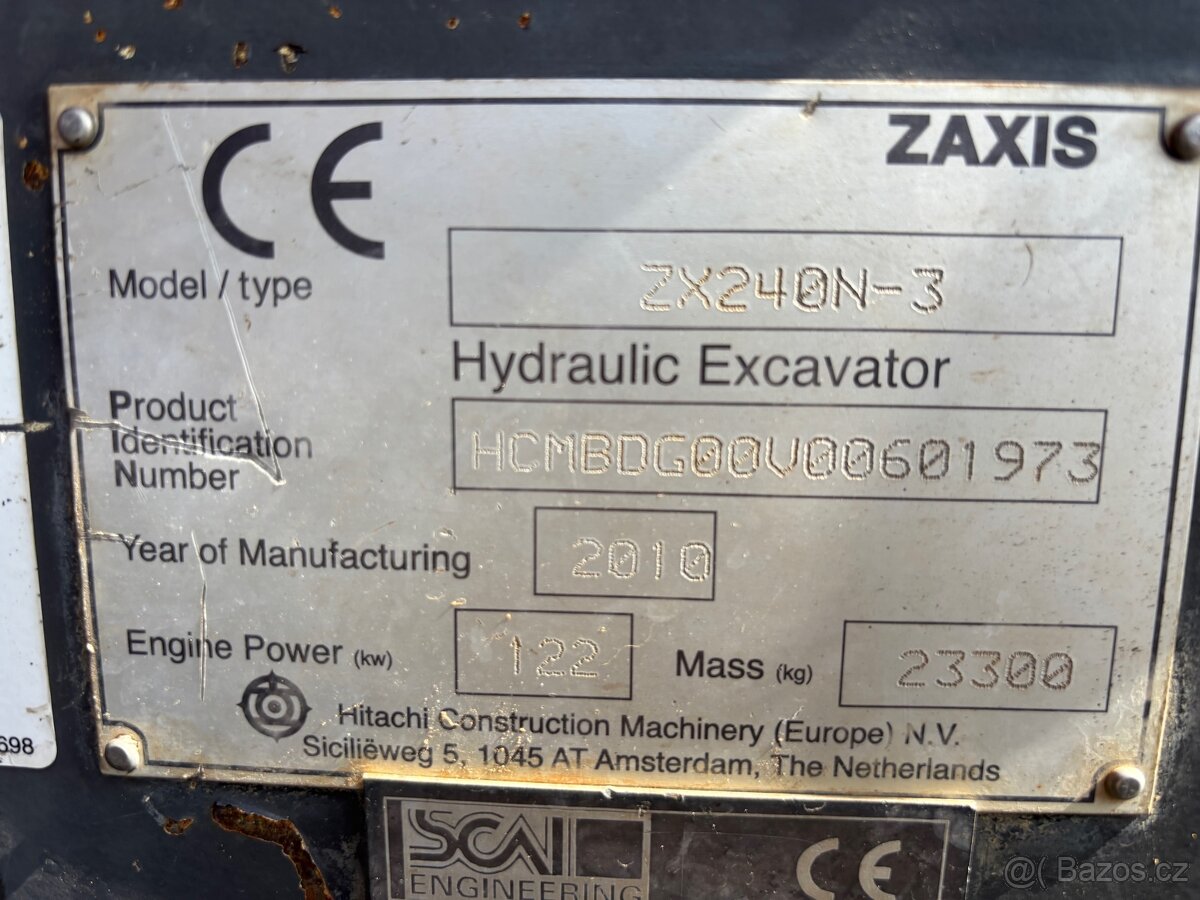 CE
ZAXIS
Model / type
ZX240N-3
Hydraulic Excavator
Product
Identification
Number
HCMBDG00V00601973
Year of Manufacturing
2010
Engine Power (kw)
122
Mass (kg)
23300
Hitachi Construction Machinery (Europe) N.V.
Siciliëweg 5, 1045 AT Amsterdam, The Netherlands
698
SCAI
ENGINEERING
CE
@( Bazos.cz